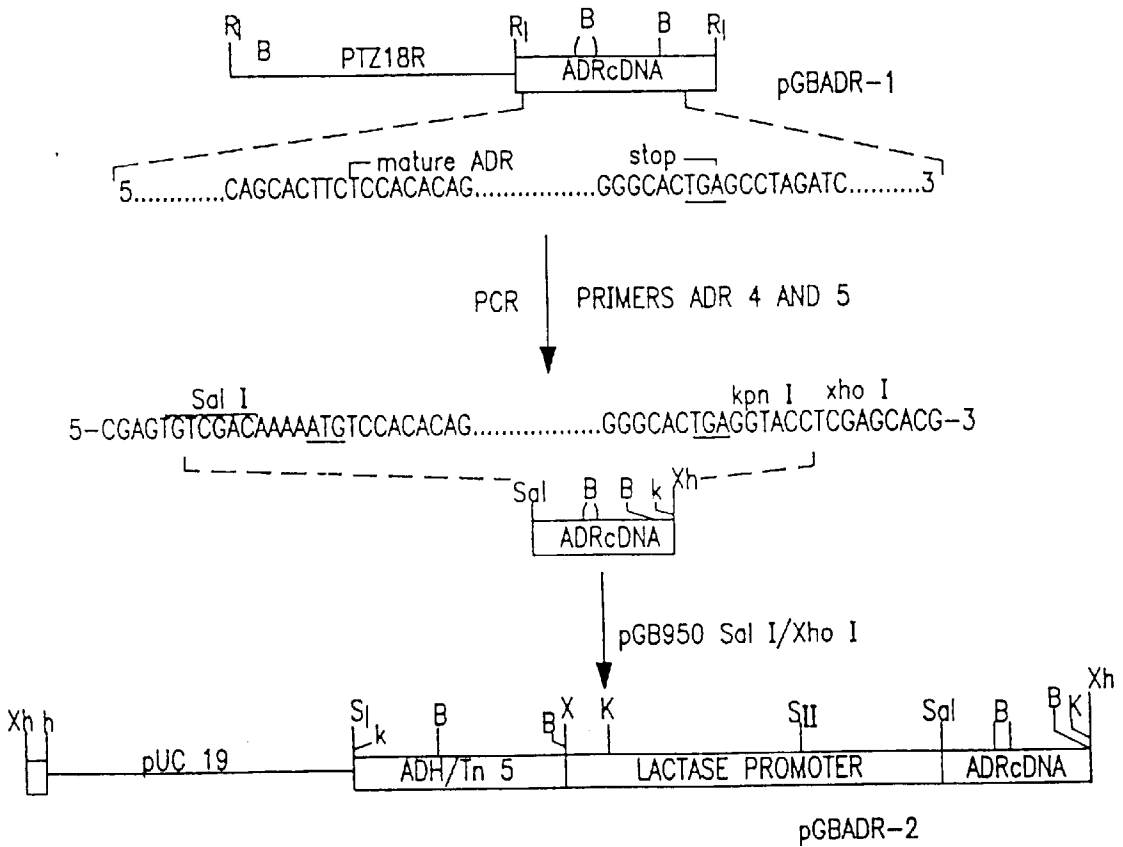 RI B PTZ18R RI B B RI
ADRcDNA
pGBADR-1
mature ADR stop
5.............CAGCACTTCTCCACACAG..................GGGCACTGAGCCTAGATC...........3
PCR PRIMERS ADR 4 AND 5
Sal I kpn I xho I
5-CGAGTGTCGACAAAAATGTCCACACAG...................GGGCACTGAGGTACCTCGAGCACG-3
Sal B B k Xh
ADRcDNA
pGB950 Sal I/Xho I
Xh h SI k B B X K SII Sal B B K Xh
pUC 19 ADH/Tn 5 LACTASE PROMOTER ADRcDNA
pGBADR-2